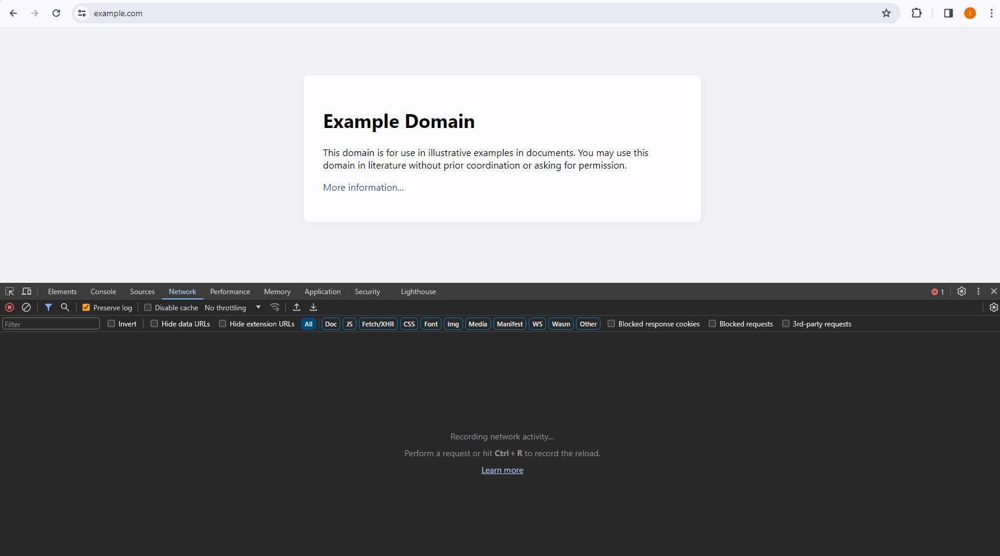 example.com
I
Example Domain
This domain is for use in illustrative examples in documents. You may use this
domain in literature without prior coordination or asking for permission.
More information...
Elements Console Sources Network Performance Memory Application Security Lighthouse 1
Preserve log Disable cache No throttling
Filter Invert Hide data URLs Hide extension URLs All Doc JS Fetch/XHR CSS Font Img Media Manifest WS Wasm Other Blocked response cookies Blocked requests 3rd-party requests
Recording network activity...
Perform a request or hit Ctrl + R to record the reload.
Learn more